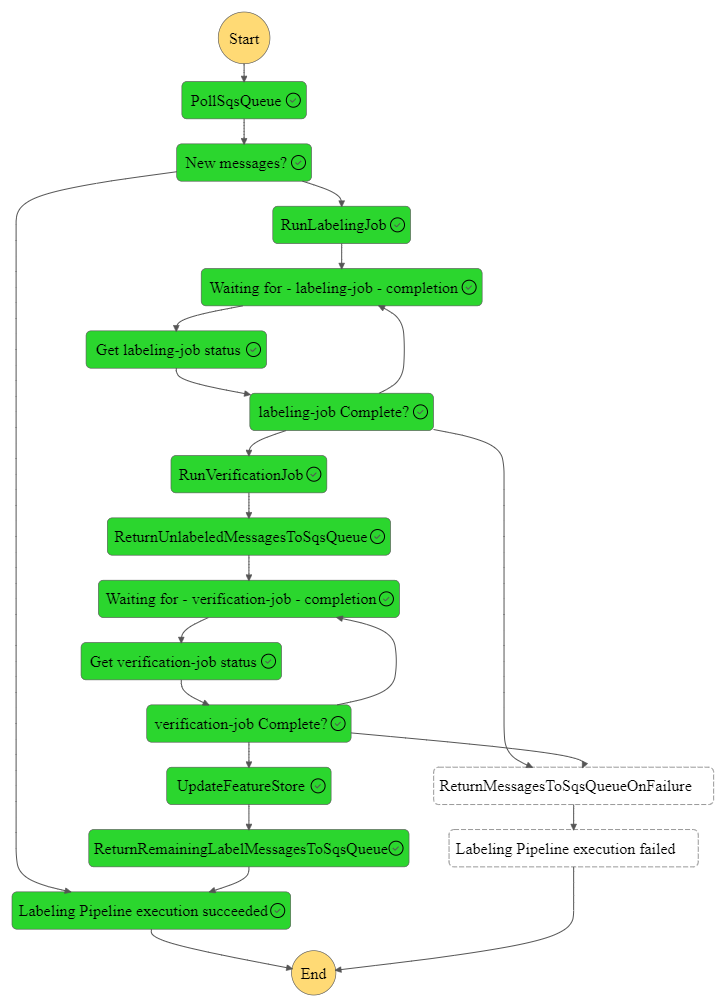 Start
PollSqsQueue
New messages?
RunLabelingJob
Waiting for - labeling-job - completion
Get labeling-job status
labeling-job Complete?
RunVerificationJob
ReturnUnlabeledMessagesToSqsQueue
Waiting for - verification-job - completion
Get verification-job status
verification-job Complete?
UpdateFeatureStore
ReturnMessagesToSqsQueueOnFailure
ReturnRemainingLabelMessagesToSqsQueue
Labeling Pipeline execution failed
Labeling Pipeline execution succeeded
End